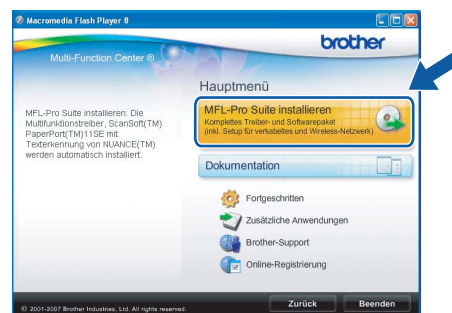 Macromedia Flash Player 8
brother
Multi-Function Center ®
Hauptmenü
MFL-Pro Suite installieren: Die
Multifunktionstreiber, ScanSoft(TM)
PaperPort(TM)11SE mit
Texterkennung von NUANCE(TM)
werden automatisch installiert.
MFL-Pro Suite installieren
Komplettes Treiber- und Softwarepaket
(inkl. Setup für verkabeltes und Wireless-Netzwerk)
Dokumentation
Fortgeschritten
Zusätzliche Anwendungen
Brother-Support
Online-Registrierung
© 2001-2007 Brother Industries, Ltd. All rights reserved.
Zurück
Beenden